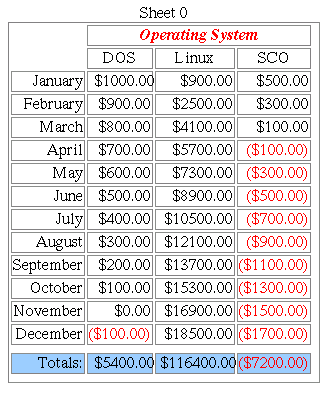 Sheet 0
Operating System
DOS Linux SCO
January $1000.00 $900.00 $500.00
February $900.00 $2500.00 $300.00
March $800.00 $4100.00 $100.00
April $700.00 $5700.00 ($100.00)
May $600.00 $7300.00 ($300.00)
June $500.00 $8900.00 ($500.00)
July $400.00 $10500.00 ($700.00)
August $300.00 $12100.00 ($900.00)
September $200.00 $13700.00 ($1100.00)
October $100.00 $15300.00 ($1300.00)
November $0.00 $16900.00 ($1500.00)
December ($100.00) $18500.00 ($1700.00)
Totals: $5400.00 $116400.00 ($7200.00)